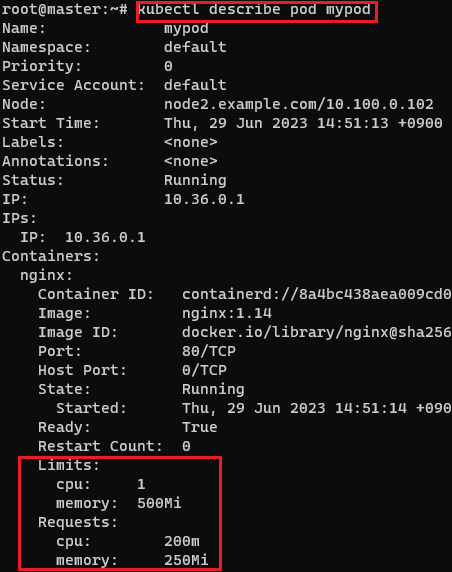 root@master:~# kubectl describe pod mypod
Name:             mypod
Namespace:        default
Priority:         0
Service Account:  default
Node:             node2.example.com/10.100.0.102
Start Time:       Thu, 29 Jun 2023 14:51:13 +0900
Labels:           <none>
Annotations:      <none>
Status:           Running
IP:               10.36.0.1
IPs:
  IP:  10.36.0.1
Containers:
  nginx:
    Container ID:   containerd://8a4bc438aea009cd0
    Image:          nginx:1.14
    Image ID:       docker.io/library/nginx@sha256
    Port:           80/TCP
    Host Port:      0/TCP
    State:          Running
      Started:      Thu, 29 Jun 2023 14:51:14 +090
    Ready:          True
    Restart Count:  0
    Limits:
      cpu:     1
      memory:  500Mi
    Requests:
      cpu:        200m
      memory:     250Mi